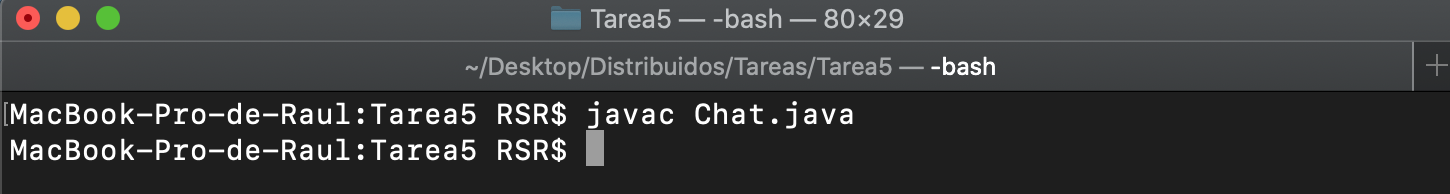 Tarea5 — -bash — 80×29
~/Desktop/Distribuidos/Tareas/Tarea5 — -bash
MacBook-Pro-de-Raul:Tarea5 RSR$ javac Chat.java
MacBook-Pro-de-Raul:Tarea5 RSR$